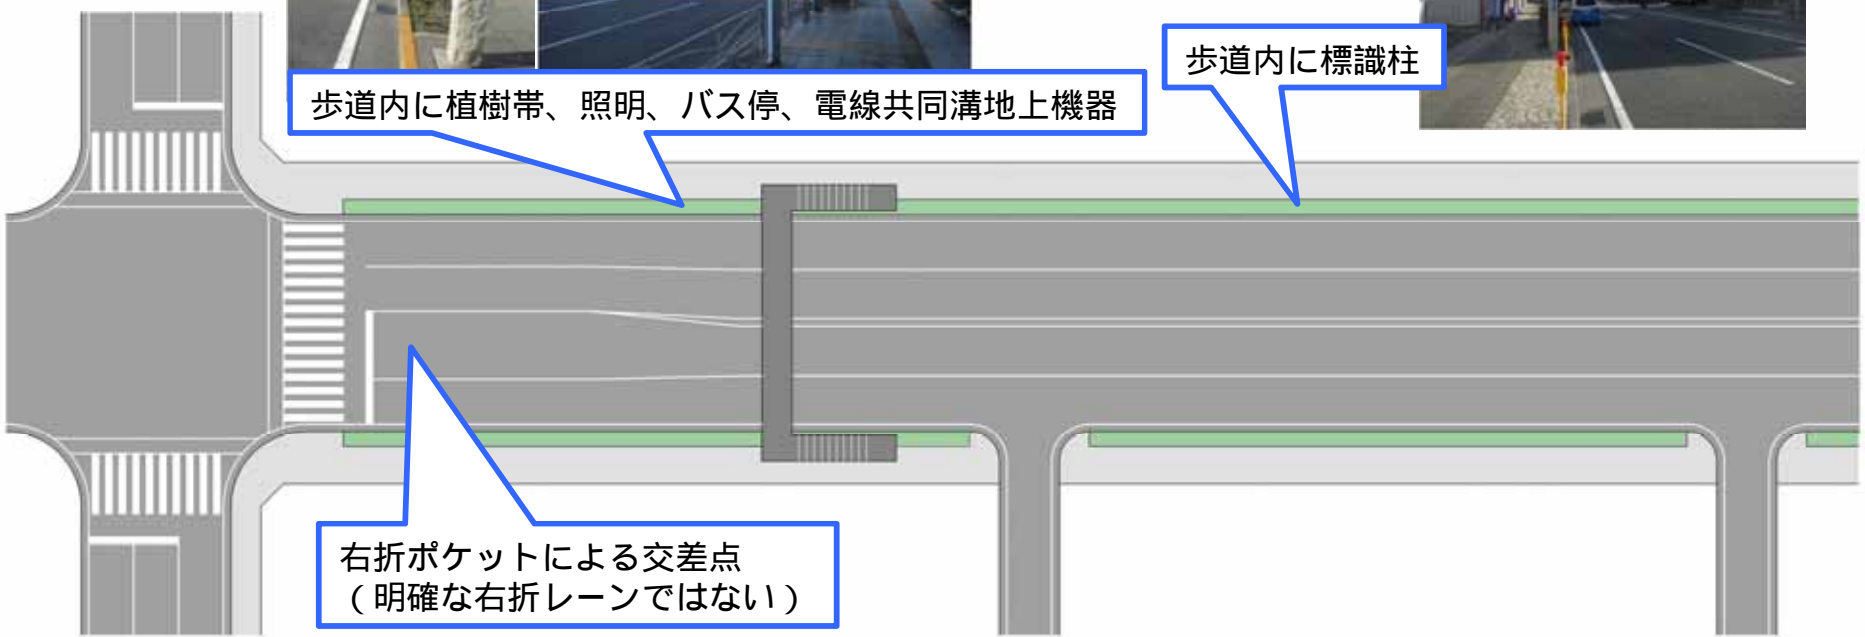 歩道内に標識柱
歩道内に植樹帯、照明、バス停、電線共同溝地上機器
右折ポケットによる交差点
（明確な右折レーンではない）